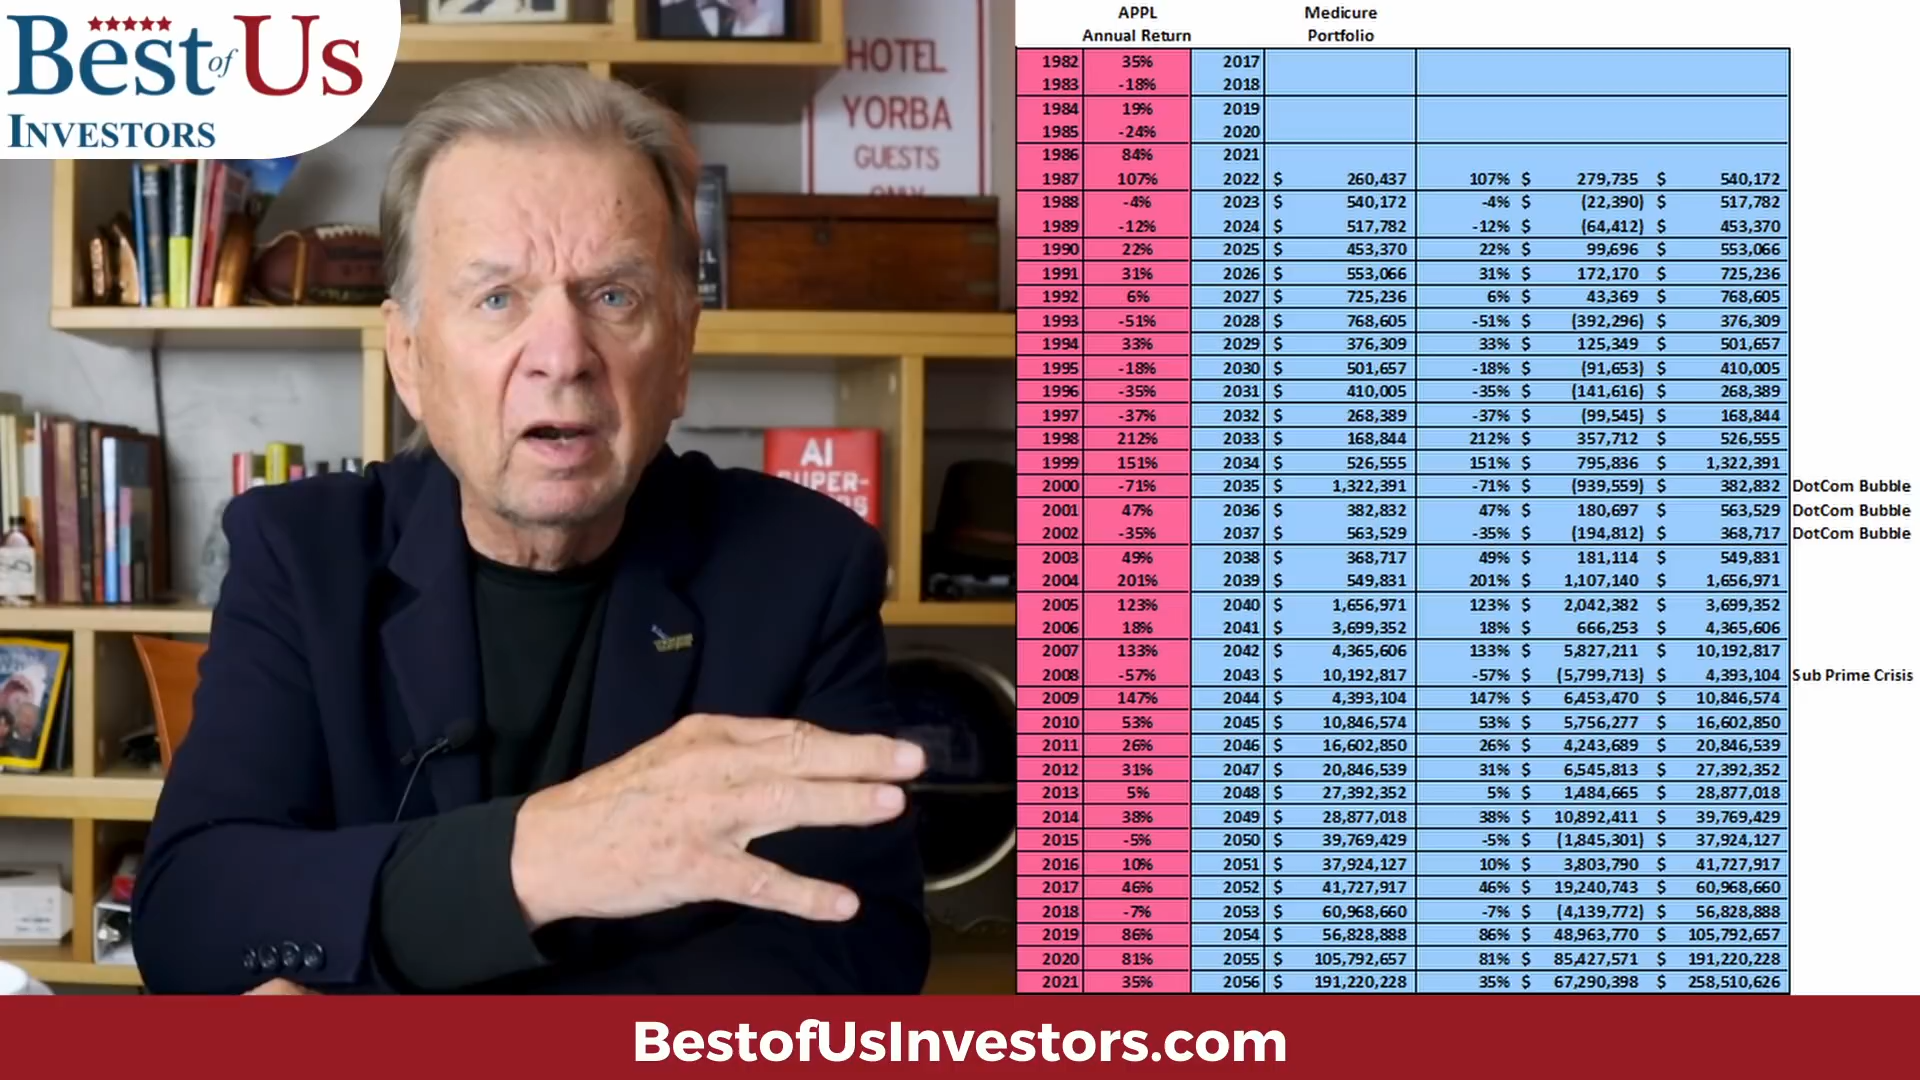 Best of Us
INVESTORS
HOTEL
YORBA
GUESTS
ONLY
AI
SUPER-
APPL Medicure
Annual Return Portfolio
1982 35% 2017
1983 -18% 2018
1984 19% 2019
1985 -24% 2020
1986 84% 2021
1987 107% 2022 $ 260,437 107% $ 279,735 $ 540,172
1988 -4% 2023 $ 540,172 -4% $ (22,390) $ 517,782
1989 -12% 2024 $ 517,782 -12% $ (64,412) $ 453,370
1990 22% 2025 $ 453,370 22% $ 99,696 $ 553,066
1991 31% 2026 $ 553,066 31% $ 172,170 $ 725,236
1992 6% 2027 $ 725,236 6% $ 43,369 $ 768,605
1993 -51% 2028 $ 768,605 -51% $ (392,296) $ 376,309
1994 33% 2029 $ 376,309 33% $ 125,349 $ 501,657
1995 -18% 2030 $ 501,657 -18% $ (91,653) $ 410,005
1996 -35% 2031 $ 410,005 -35% $ (141,616) $ 268,389
1997 -37% 2032 $ 268,389 -37% $ (99,545) $ 168,844
1998 212% 2033 $ 168,844 212% $ 357,712 $ 526,555
1999 151% 2034 $ 526,555 151% $ 795,836 $ 1,322,391
2000 -71% 2035 $ 1,322,391 -71% $ (939,559) $ 382,832 DotCom Bubble
2001 47% 2036 $ 382,832 47% $ 180,697 $ 563,529 DotCom Bubble
2002 -35% 2037 $ 563,529 -35% $ (194,812) $ 368,717 DotCom Bubble
2003 49% 2038 $ 368,717 49% $ 181,114 $ 549,831
2004 201% 2039 $ 549,831 201% $ 1,107,140 $ 1,656,971
2005 123% 2040 $ 1,656,971 123% $ 2,042,382 $ 3,699,352
2006 18% 2041 $ 3,699,352 18% $ 666,253 $ 4,365,606
2007 133% 2042 $ 4,365,606 133% $ 5,827,211 $ 10,192,817
2008 -57% 2043 $ 10,192,817 -57% $ (5,799,713) $ 4,393,104 Sub Prime Crisis
2009 147% 2044 $ 4,393,104 147% $ 6,453,470 $ 10,846,574
2010 53% 2045 $ 10,846,574 53% $ 5,756,277 $ 16,602,850
2011 26% 2046 $ 16,602,850 26% $ 4,243,689 $ 20,846,539
2012 31% 2047 $ 20,846,539 31% $ 6,545,813 $ 27,392,352
2013 5% 2048 $ 27,392,352 5% $ 1,484,665 $ 28,877,018
2014 38% 2049 $ 28,877,018 38% $ 10,892,411 $ 39,769,429
2015 -5% 2050 $ 39,769,429 -5% $ (1,845,301) $ 37,924,127
2016 10% 2051 $ 37,924,127 10% $ 3,803,790 $ 41,727,917
2017 46% 2052 $ 41,727,917 46% $ 19,240,743 $ 60,968,660
2018 -7% 2053 $ 60,968,660 -7% $ (4,139,772) $ 56,828,888
2019 86% 2054 $ 56,828,888 86% $ 48,963,770 $ 105,792,657
2020 81% 2055 $ 105,792,657 81% $ 85,427,571 $ 191,220,228
2021 35% 2056 $ 191,220,228 35% $ 67,290,398 $ 258,510,626
BestofUsInvestors.com